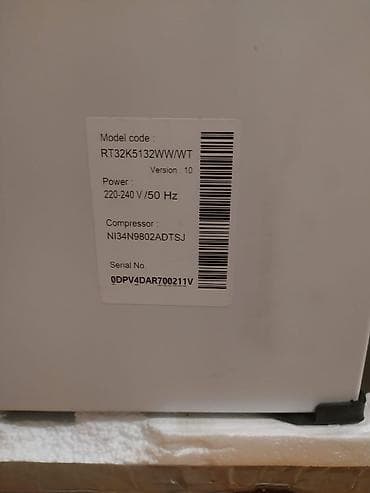 Model code :
RT32K5132WW/WT
Version : 10
Power :
220-240 V /50 Hz
Compressor :
NI34N9802ADTSJ
Serial No.
0DPV4DAR700211V